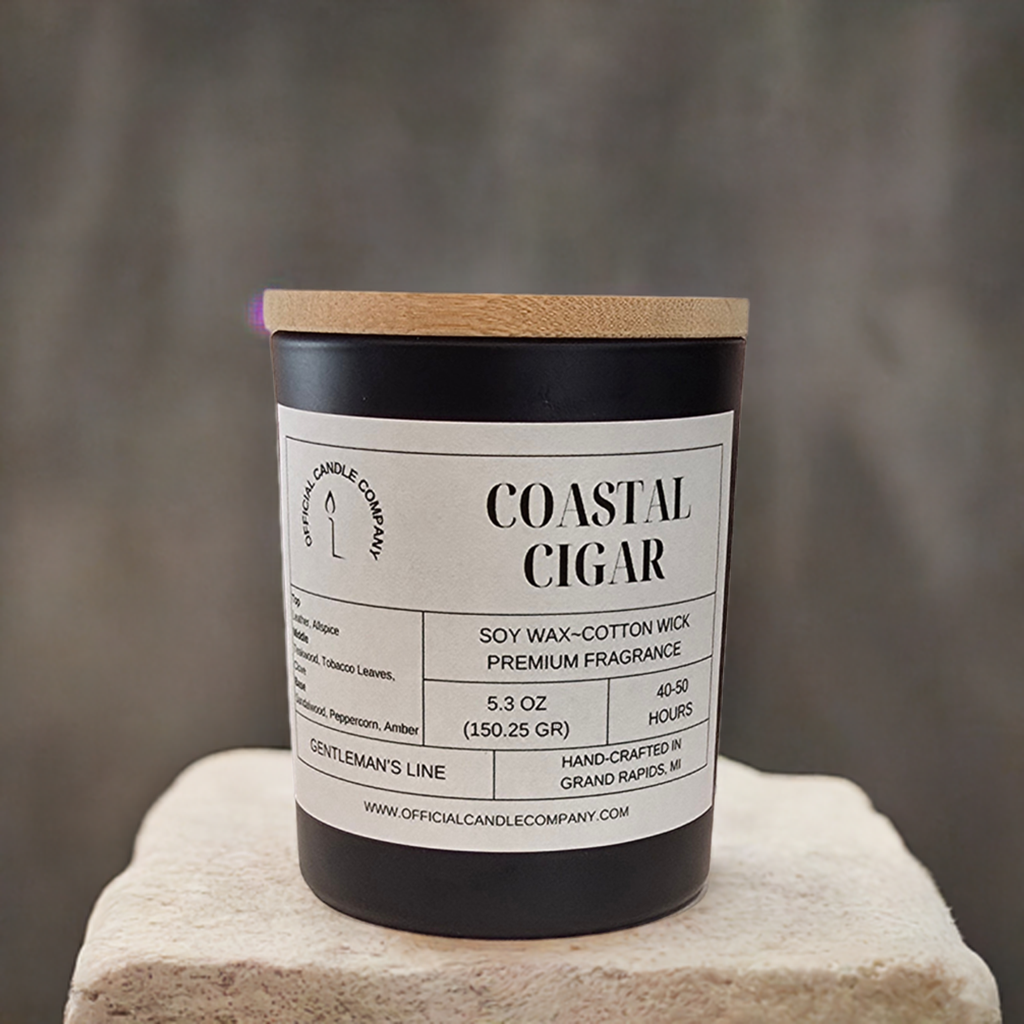 OFFICIAL CANDLE COMPANY
COASTAL
CIGAR
Top
Leather, Allspice
Middle
Teakwood, Tobacco Leaves,
Clove
Base
Sandalwood, Peppercorn, Amber
SOY WAX~COTTON WICK
PREMIUM FRAGRANCE
5.3 OZ
(150.25 GR)
40-50
HOURS
GENTLEMAN'S LINE
HAND-CRAFTED IN
GRAND RAPIDS, MI
WWW.OFFICIALCANDLECOMPANY.COM